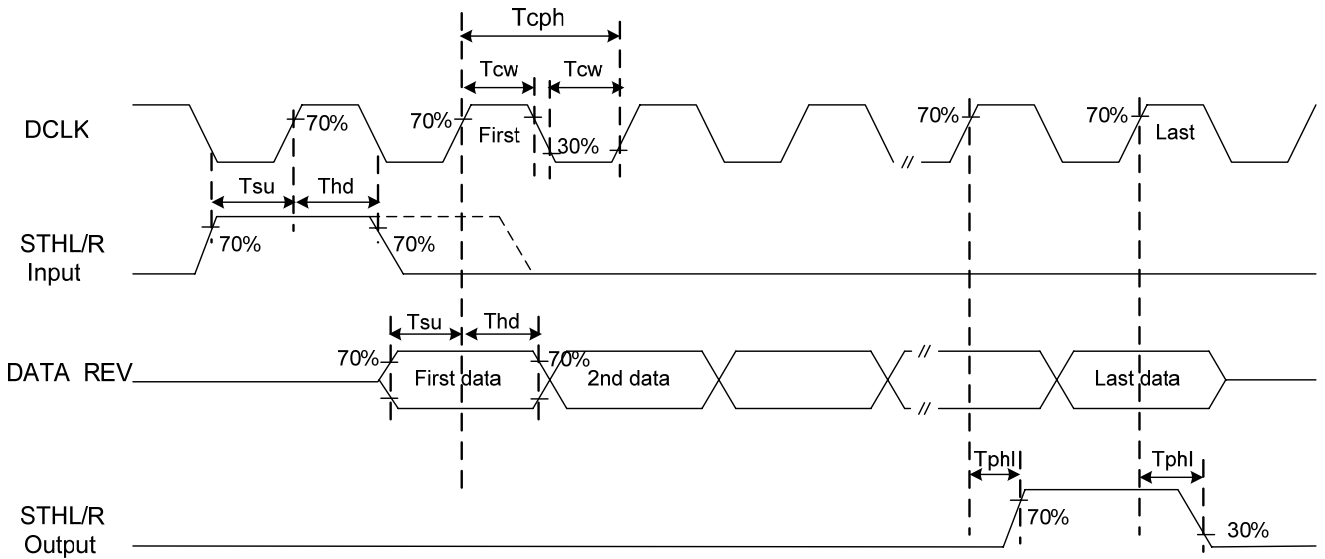 Tcph
Tcw Tcw
DCLK
70% 70% First 30% 70% 70% Last
//
Tsu Thd
STHL/R
Input
70% 70%
Tsu Thd
70% 70%
DATA REV
First data 2nd data Last data
//
//
Tphl Tphl
STHL/R
Output
70% 30%